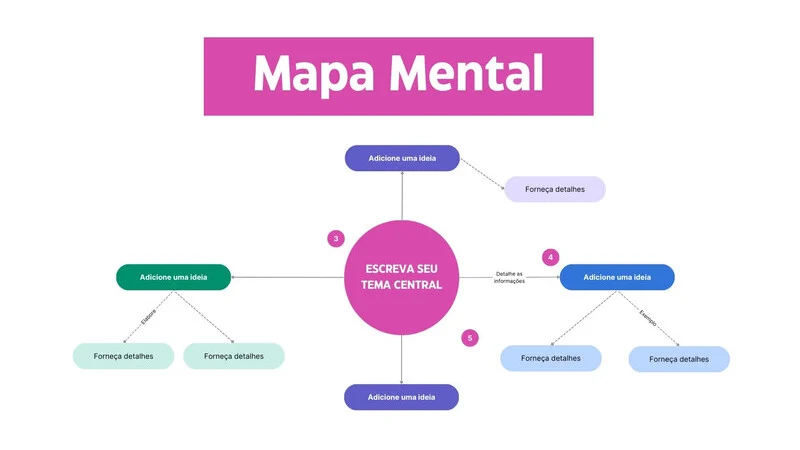 Mapa Mental
Adicione uma ideia
Forneça detalhes
3
ESCREVA SEU
TEMA CENTRAL
4
Adicione uma ideia
Detalhe as
informações
Adicione uma ideia
Elabore
Exemplo
5
Forneça detalhes
Forneça detalhes
Forneça detalhes
Forneça detalhes
Adicione uma ideia